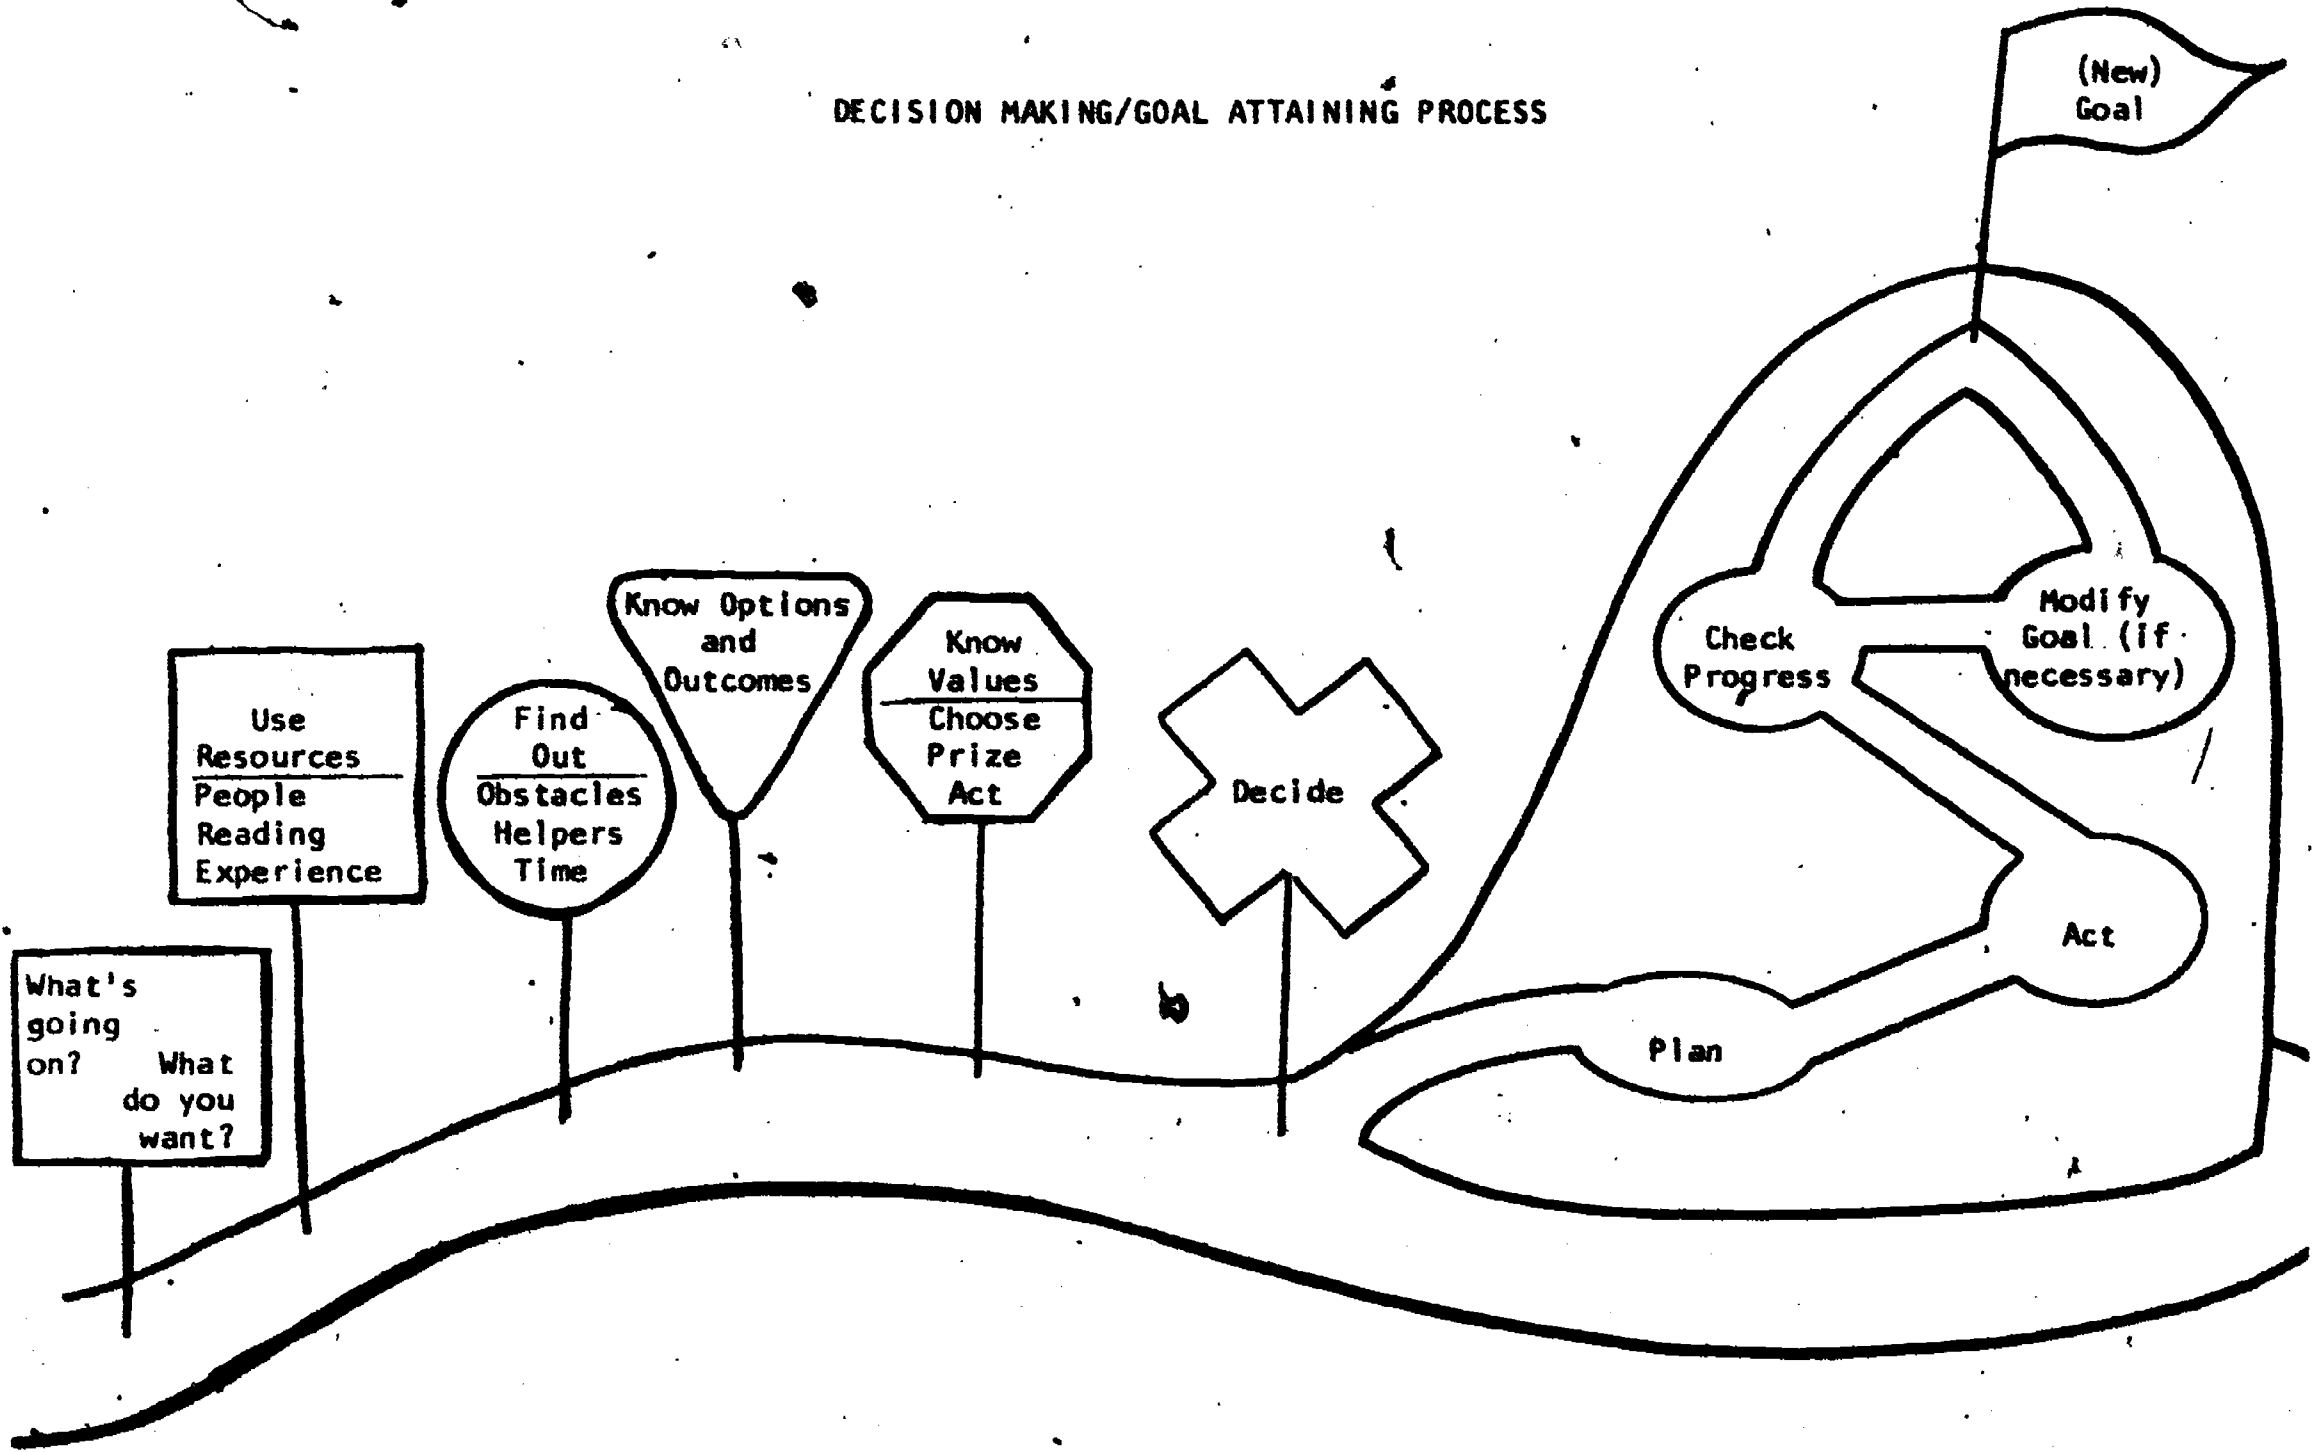 DECISION MAKING/GOAL ATTAINING PROCESS
(New)
Goal
What's
going
on?
What
do you
want?
Use
Resources
People
Reading
Experience
Find
Out
Obstacles
Helpers
Time
Know Options
and
Outcomes
Know
Values
Choose
Prize
Act
Decide
Plan
Act
Check
Progress
Modify
Goal (if
necessary)